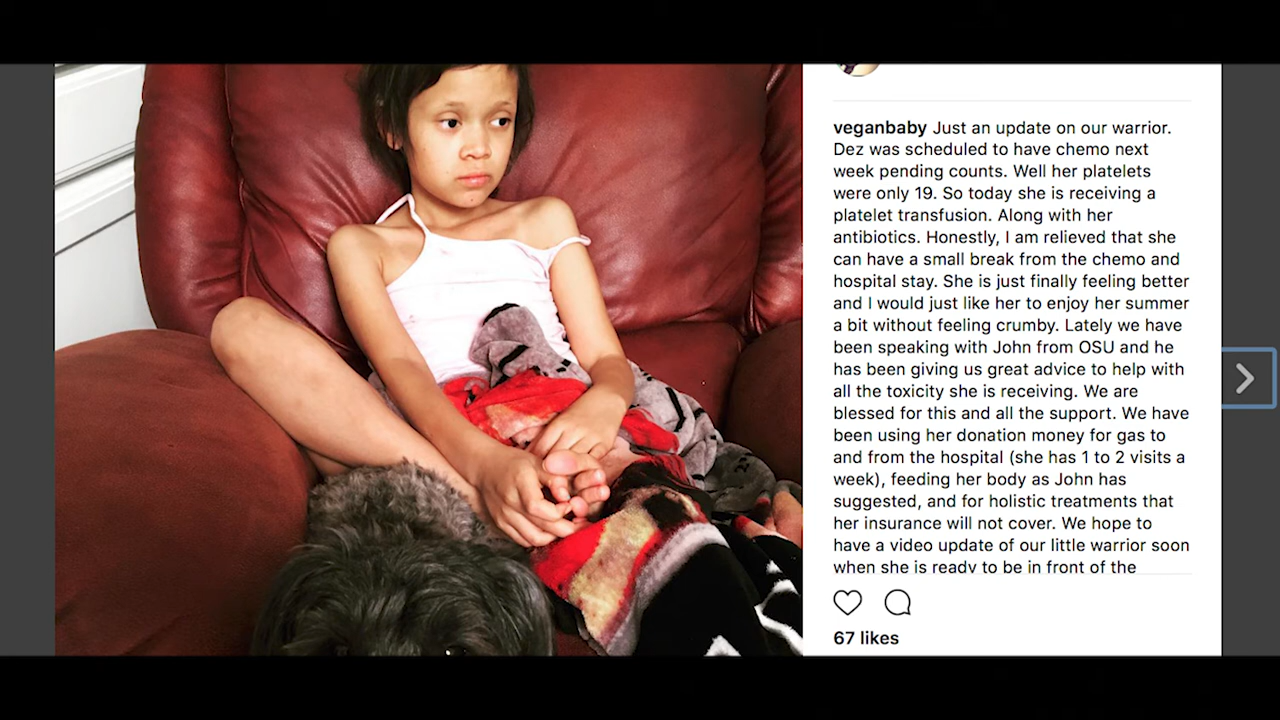 veganbaby Just an update on our warrior.
Dez was scheduled to have chemo next
week pending counts. Well her platelets
were only 19. So today she is receiving a
platelet transfusion. Along with her
antibiotics. Honestly, I am relieved that she
can have a small break from the chemo and
hospital stay. She is just finally feeling better
and I would just like her to enjoy her summer
a bit without feeling crumby. Lately we have
been speaking with John from OSU and he
has been giving us great advice to help with
all the toxicity she is receiving. We are
blessed for this and all the support. We have
been using her donation money for gas to
and from the hospital (she has 1 to 2 visits a
week), feeding her body as John has
suggested, and for holistic treatments that
her insurance will not cover. We hope to
have a video update of our little warrior soon
when she is ready to be in front of the
67 likes